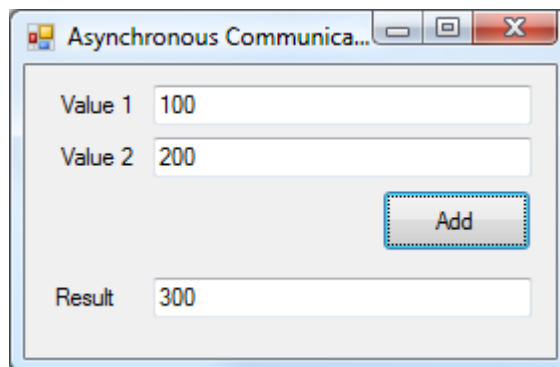 Asynchronous Communica...
Value 1 100
Value 2 200
Add
Result 300